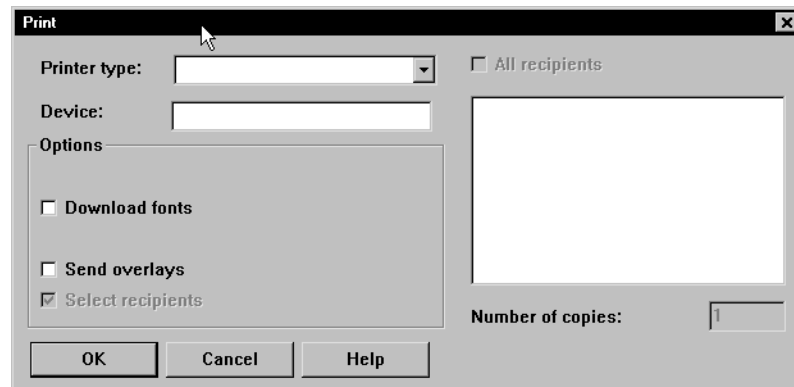 Print
Printer type:
Device:
Options
Download fonts
Send overlays
Select recipients
OK
Cancel
Help
All recipients
Number of copies:
1